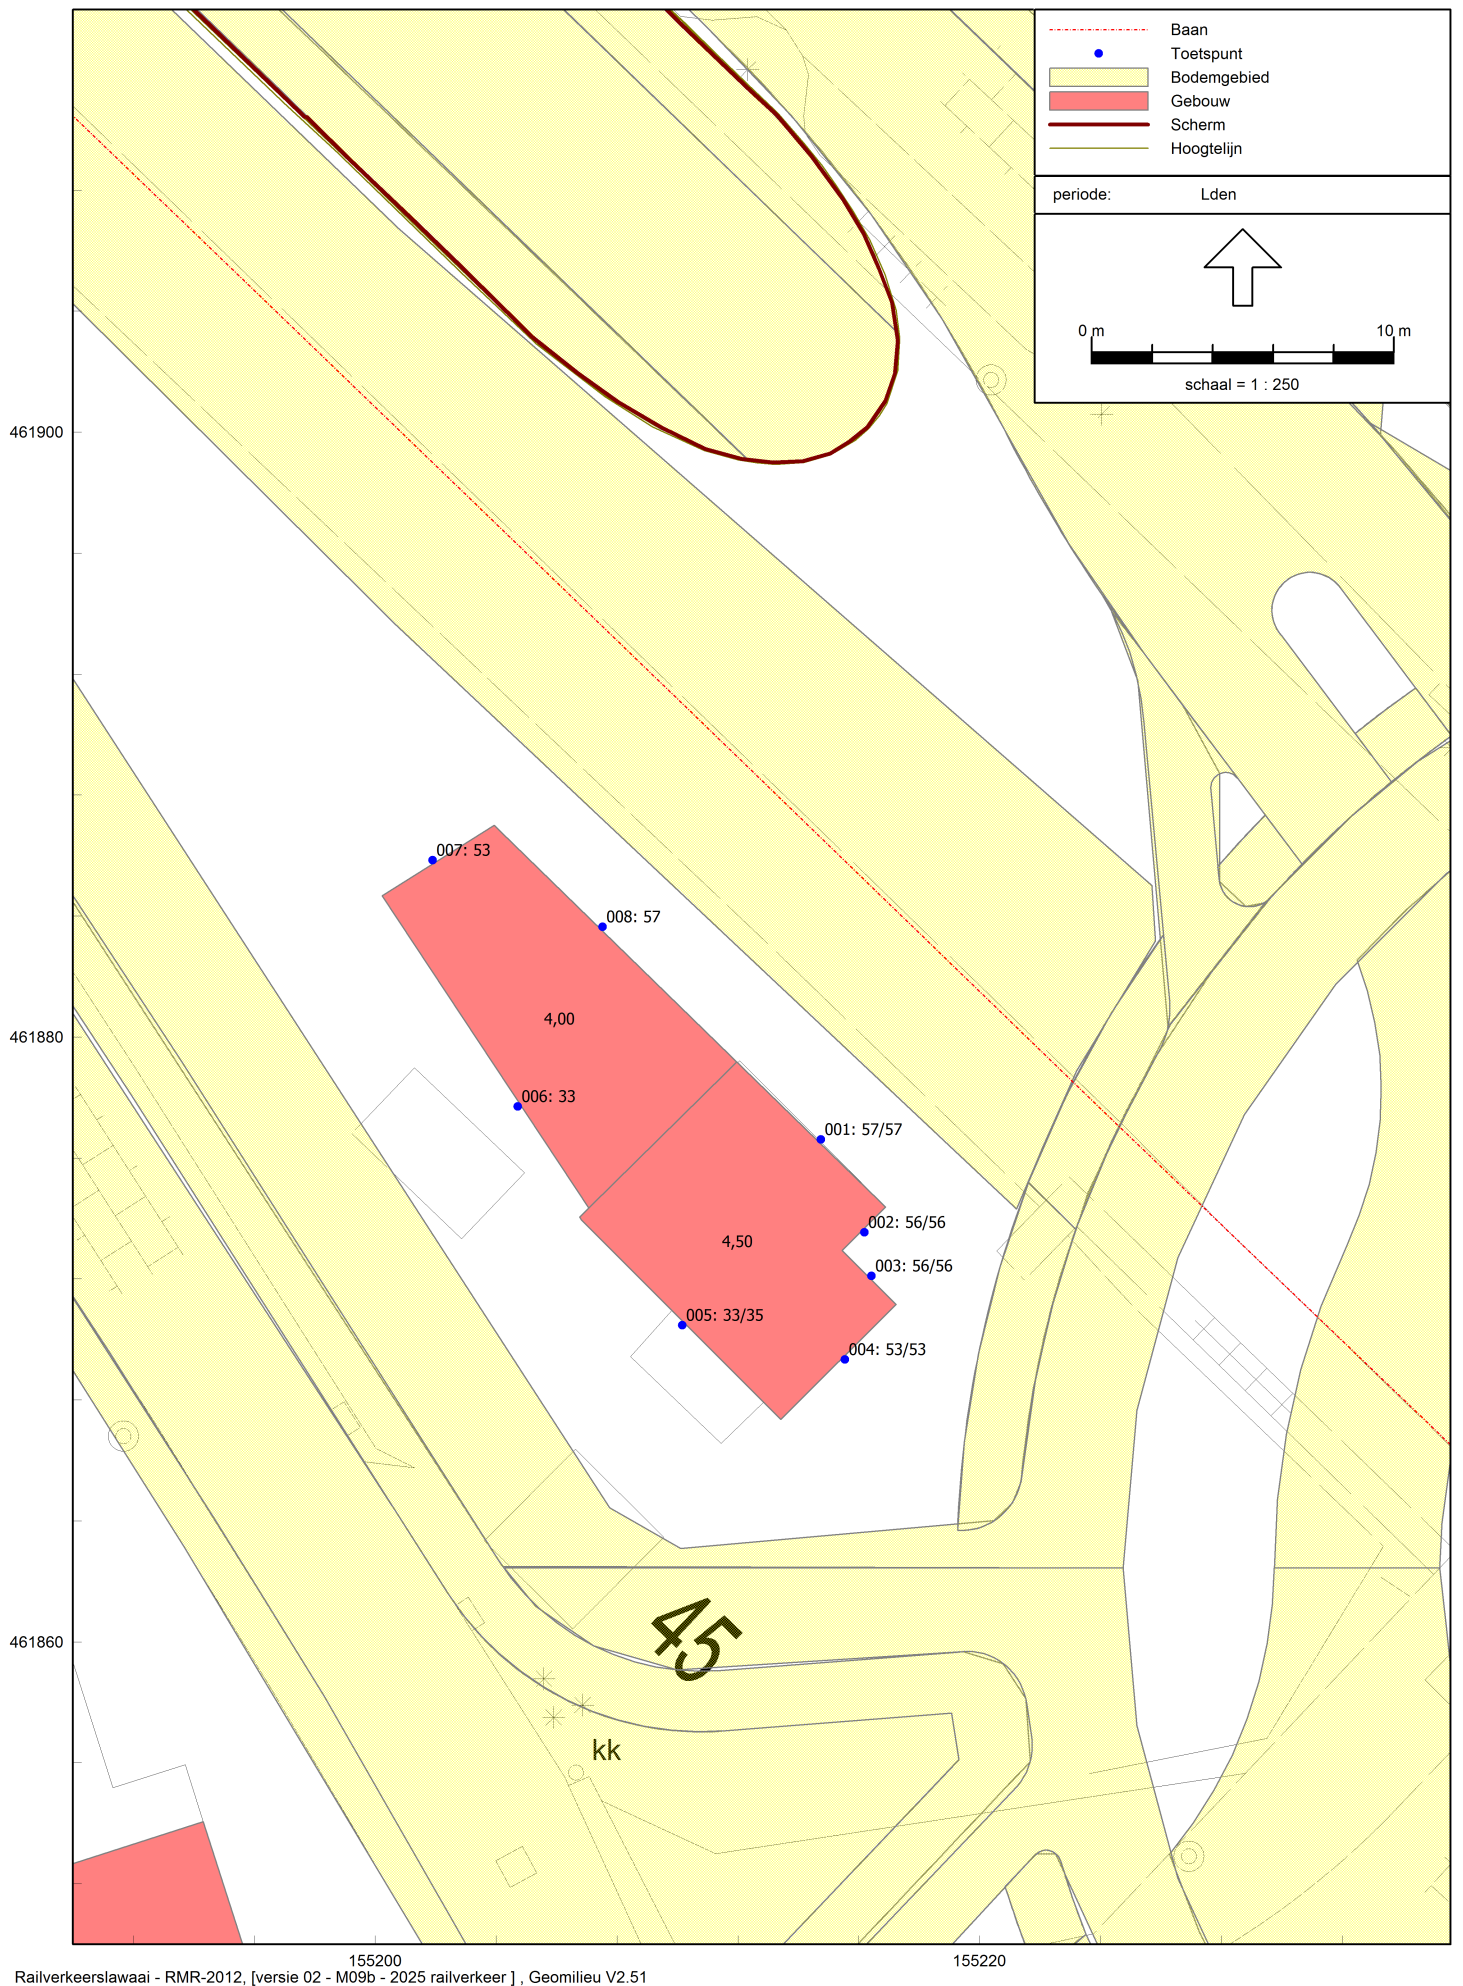 Baan
Toetspunt
Bodemgebied
Gebouw
Scherm
Hoogtelijn
periode: Lden
0 m 10 m
schaal = 1 : 250
461900
007: 53
008: 57
4,00
461880
006: 33
001: 57/57
002: 56/56
4,50
003: 56/56
005: 33/35
004: 53/53
45
461860
kk
155200 155220
Railverkeerslawaai - RMR-2012, [versie 02 - M09b - 2025 railverkeer ] , Geomilieu V2.51